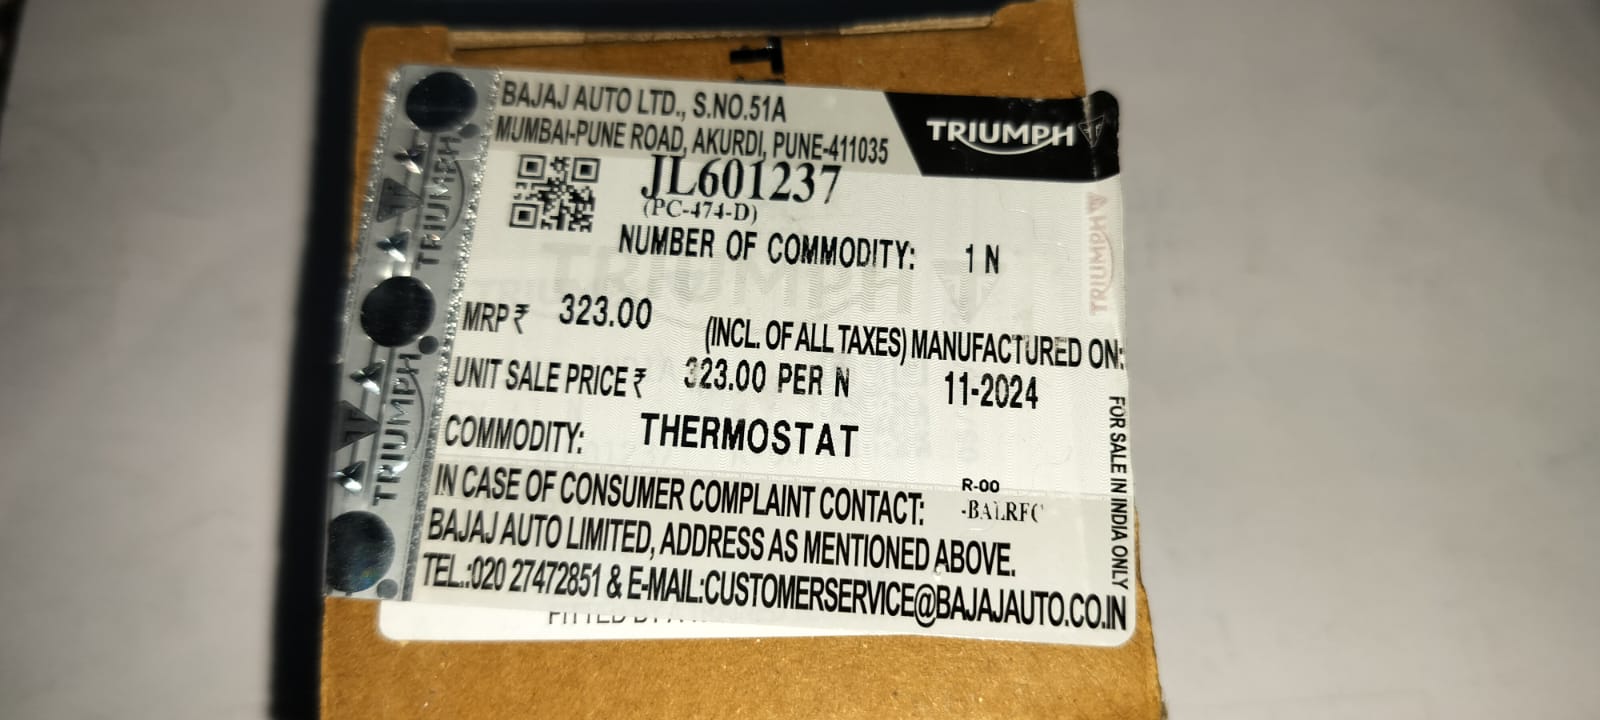 BAJAJ AUTO LTD., S.NO.51A
MUMBAI-PUNE ROAD, AKURDI, PUNE-411035
TRIUMPH
JL601237
(PC-474-D)
NUMBER OF COMMODITY: 1 N
MRP ₹ 323.00
(INCL. OF ALL TAXES) MANUFACTURED ON:
UNIT SALE PRICE ₹ 323.00 PER N 11-2024
COMMODITY: THERMOSTAT
R-00
IN CASE OF CONSUMER COMPLAINT CONTACT:
BAJAJ AUTO LIMITED, ADDRESS AS MENTIONED ABOVE.
TEL.:020 27472851 & E-MAIL:CUSTOMERSERVICE@BAJAJAUTO.CO.IN
FOR SALE IN INDIA ONLY
TRIUMPH
TRIUMPH
TRIUMPH
TRIUMPH